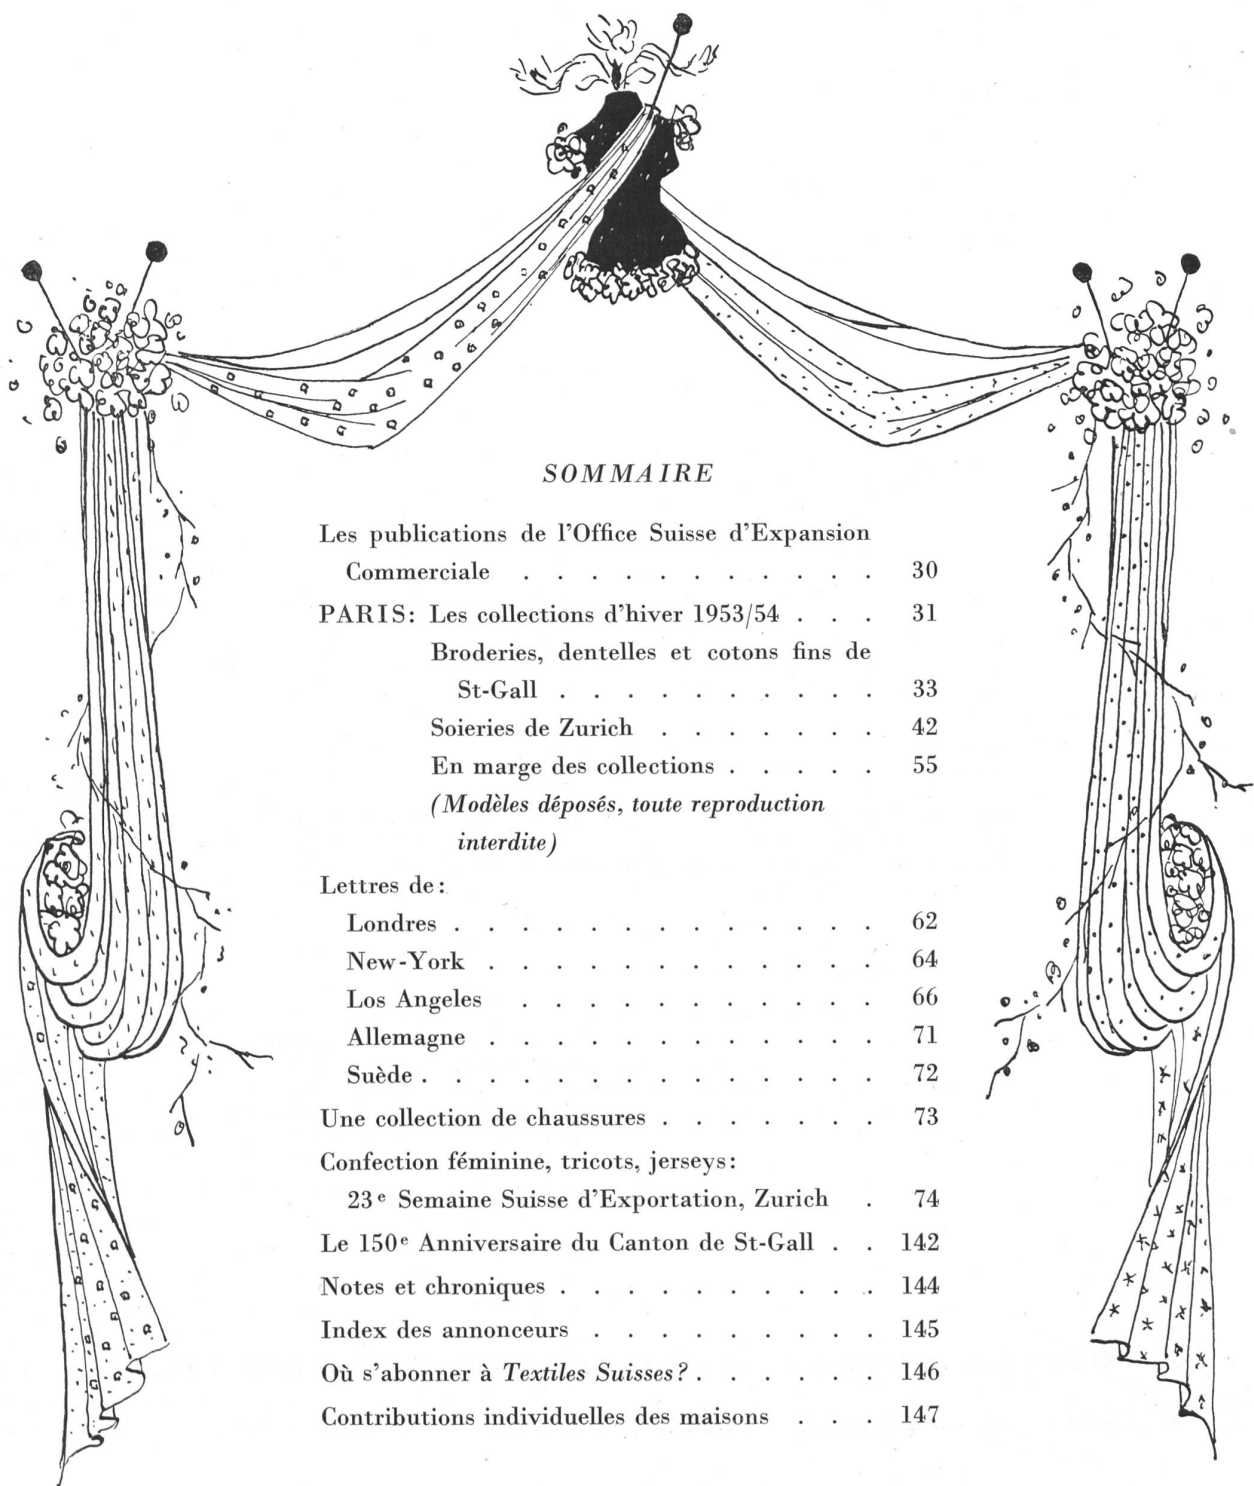 SOMMAIRE
Les publications de l'Office Suisse d'Expansion
Commerciale . . . . . . . . . . . 30
PARIS: Les collections d'hiver 1953/54 . . . 31
Broderies, dentelles et cotons fins de
St-Gall . . . . . . . . . . 33
Soieries de Zurich . . . . . . . 42
En marge des collections . . . . . 55
(Modèles déposés, toute reproduction
interdite)
Lettres de:
Londres . . . . . . . . . . . . . 62
New-York . . . . . . . . . . . . 64
Los Angeles . . . . . . . . . . . 66
Allemagne . . . . . . . . . . . . 71
Suède . . . . . . . . . . . . . . 72
Une collection de chaussures . . . . . . . 73
Confection féminine, tricots, jerseys:
23e Semaine Suisse d'Exportation, Zurich . 74
Le 150e Anniversaire du Canton de St-Gall . . 142
Notes et chroniques . . . . . . . . . . 144
Index des annonceurs . . . . . . . . . 145
Où s'abonner à Textiles Suisses? . . . . . . 146
Contributions individuelles des maisons . . . 147